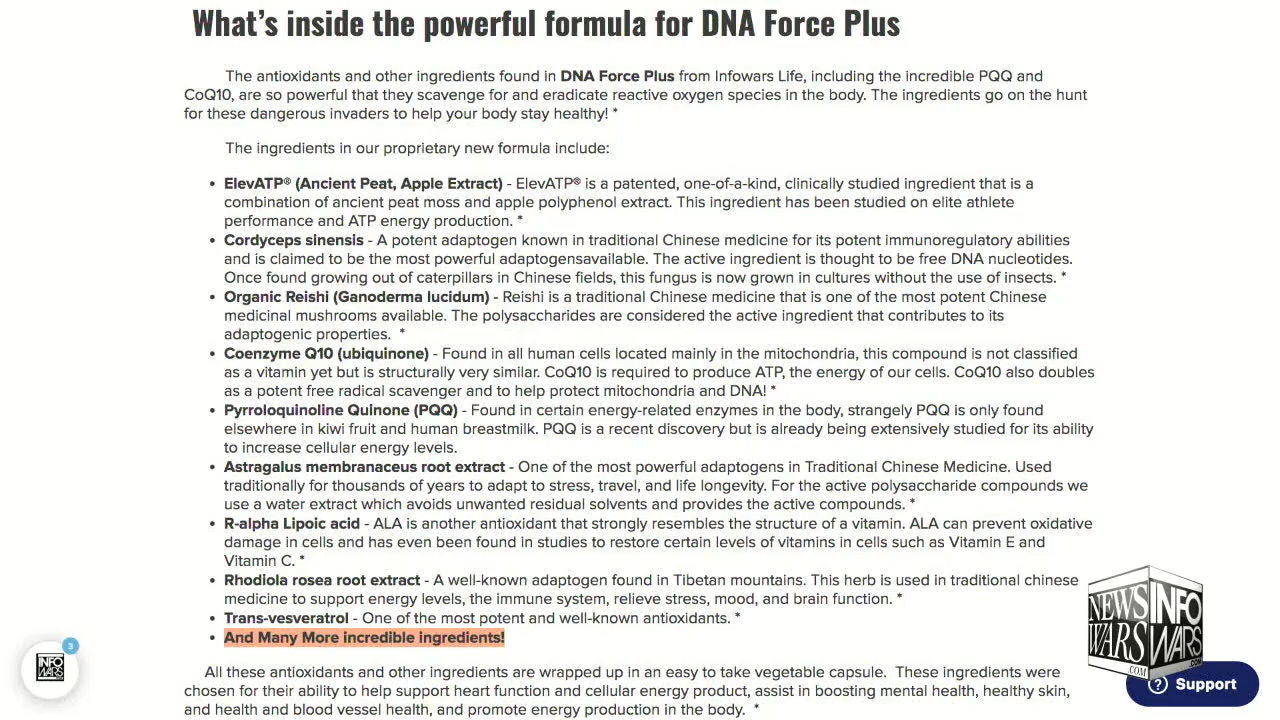 What's inside the powerful formula for DNA Force Plus
The antioxidants and other ingredients found in DNA Force Plus from Infowars Life, including the incredible PQQ and
CoQ10, are so powerful that they scavenge for and eradicate reactive oxygen species in the body. The ingredients go on the hunt
for these dangerous invaders to help your body stay healthy! *
The ingredients in our proprietary new formula include:
• ElevATP® (Ancient Peat, Apple Extract) - ElevATP® is a patented, one-of-a-kind, clinically studied ingredient that is a
combination of ancient peat moss and apple polyphenol extract. This ingredient has been studied on elite athlete
performance and ATP energy production. *
• Cordyceps sinensis - A potent adaptogen known in traditional Chinese medicine for its potent immunoregulatory abilities
and is claimed to be the most powerful adaptogensavailable. The active ingredient is thought to be free DNA nucleotides.
Once found growing out of caterpillars in Chinese fields, this fungus is now grown in cultures without the use of insects. *
• Organic Reishi (Ganoderma lucidum) - Reishi is a traditional Chinese medicine that is one of the most potent Chinese
medicinal mushrooms available. The polysaccharides are considered the active ingredient that contributes to its
adaptogenic properties. *
• Coenzyme Q10 (ubiquinone) - Found in all human cells located mainly in the mitochondria, this compound is not classified
as a vitamin yet but is structurally very similar. CoQ10 is required to produce ATP, the energy of our cells. CoQ10 also doubles
as a potent free radical scavenger and to help protect mitochondria and DNA! *
• Pyrroloquinoline Quinone (PQQ) - Found in certain energy-related enzymes in the body, strangely PQQ is only found
elsewhere in kiwi fruit and human breastmilk. PQQ is a recent discovery but is already being extensively studied for its ability
to increase cellular energy levels.
• Astragalus membranaceus root extract - One of the most powerful adaptogens in Traditional Chinese Medicine. Used
traditionally for thousands of years to adapt to stress, travel, and life longevity. For the active polysaccharide compounds we
use a water extract which avoids unwanted residual solvents and provides the active compounds. *
• R-alpha Lipoic acid - ALA is another antioxidant that strongly resembles the structure of a vitamin. ALA can prevent oxidative
damage in cells and has even been found in studies to restore certain levels of vitamins in cells such as Vitamin E and
Vitamin C. *
• Rhodiola rosea root extract - A well-known adaptogen found in Tibetan mountains. This herb is used in traditional chinese
medicine to support energy levels, the immune system, relieve stress, mood, and brain function. *
• Trans-vesveratrol - One of the most potent and well-known antioxidants. *
• And Many More incredible ingredients!
All these antioxidants and other ingredients are wrapped up in an easy to take vegetable capsule. These ingredients were
chosen for their ability to help support heart function and cellular energy product, assist in boosting mental health, healthy skin,
and health and blood vessel health, and promote energy production in the body. *
NEWS
WARS
.COM
INFO
WARS
.COM
INFO
WARS
3
? Support